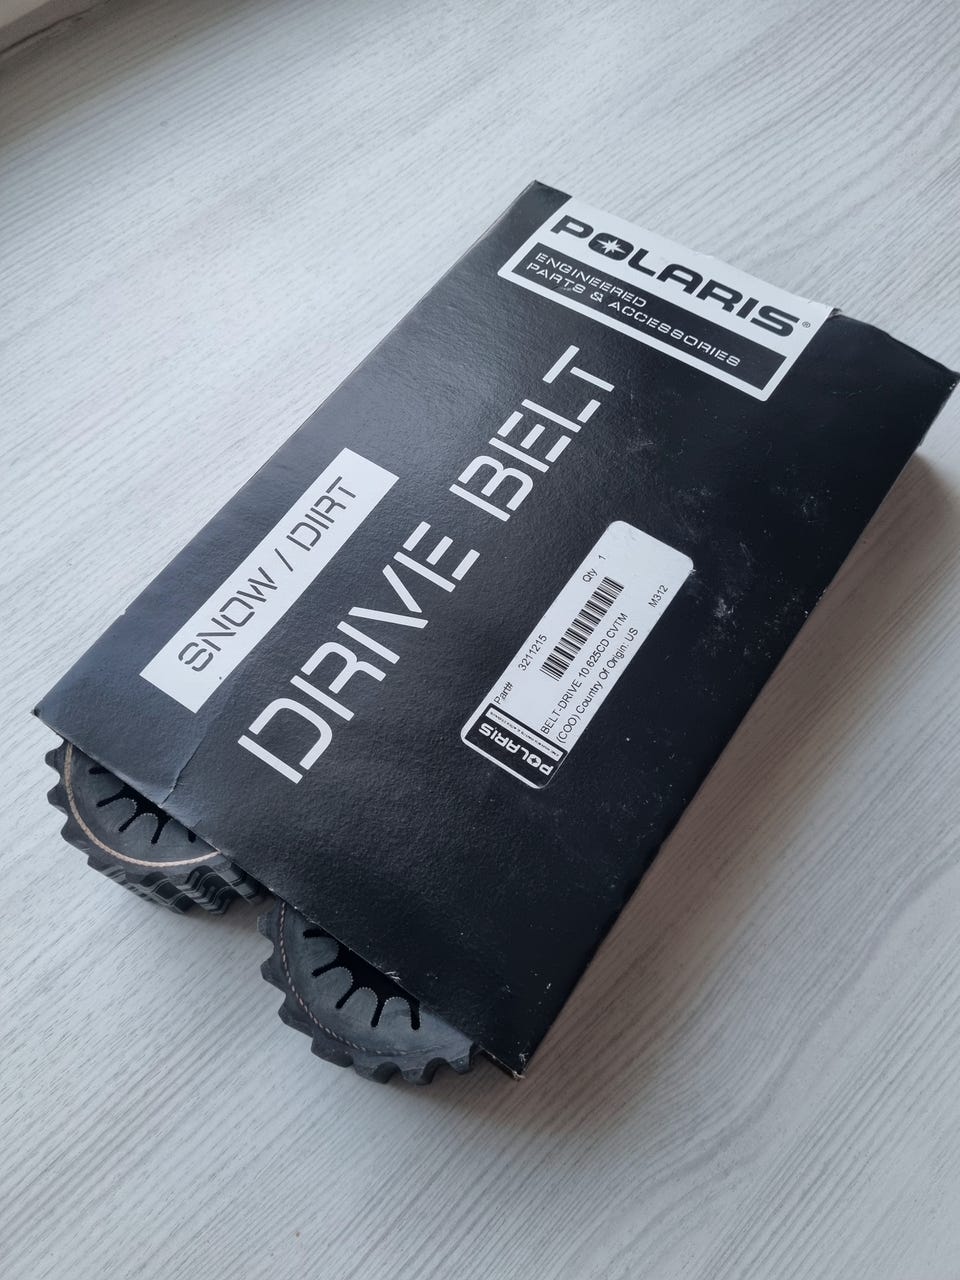 POLARIS®
ENGINEERED
PARTS & ACCESSORIES
SNOW / DIRT
DRIVE BELT
Part# 3211215 Qty 1
BELT-DRIVE 10.625CD CVTM
(COO) Country Of Origin: US M312
POLARIS